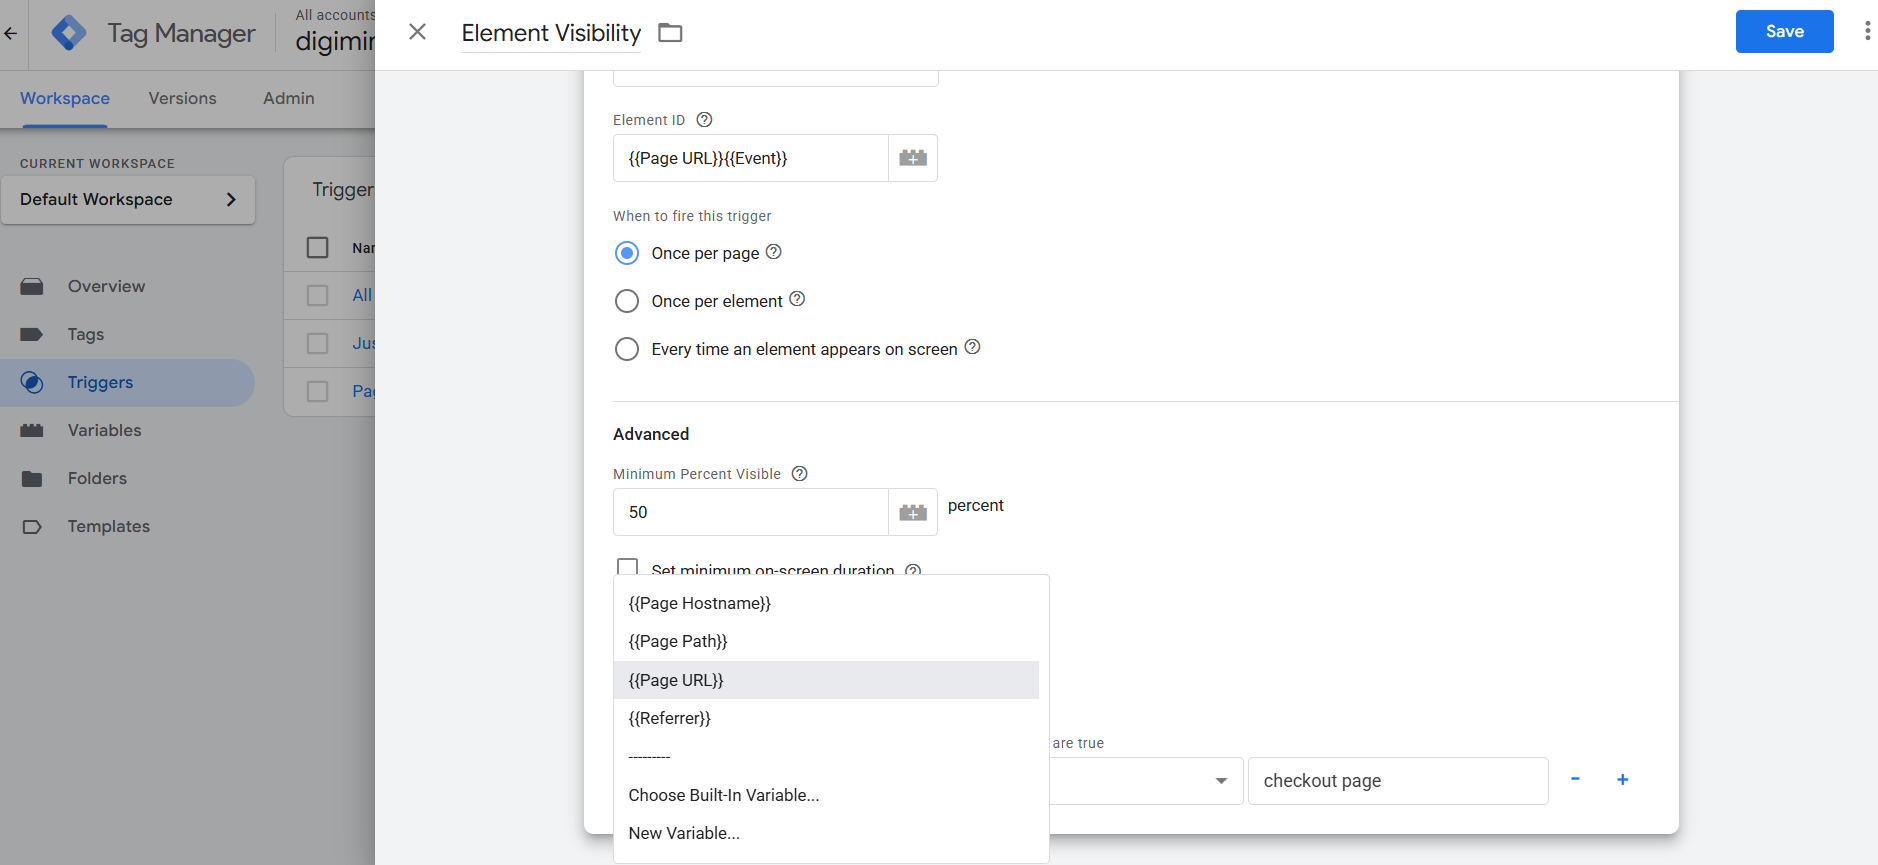 All accounts
Tag Manager
digimin
Element Visibility
Save
Workspace
Versions
Admin
CURRENT WORKSPACE
Default Workspace
Overview
Tags
Triggers
Variables
Folders
Templates
Trigger
Nar
All
Jus
Pag
Element ID
{{Page URL}}{{Event}}
When to fire this trigger
Once per page
Once per element
Every time an element appears on screen
Advanced
Minimum Percent Visible
50
percent
Set minimum on-screen duration
{{Page Hostname}}
{{Page Path}}
{{Page URL}}
{{Referrer}}
---------
Choose Built-In Variable...
New Variable...
are true
checkout page
- +